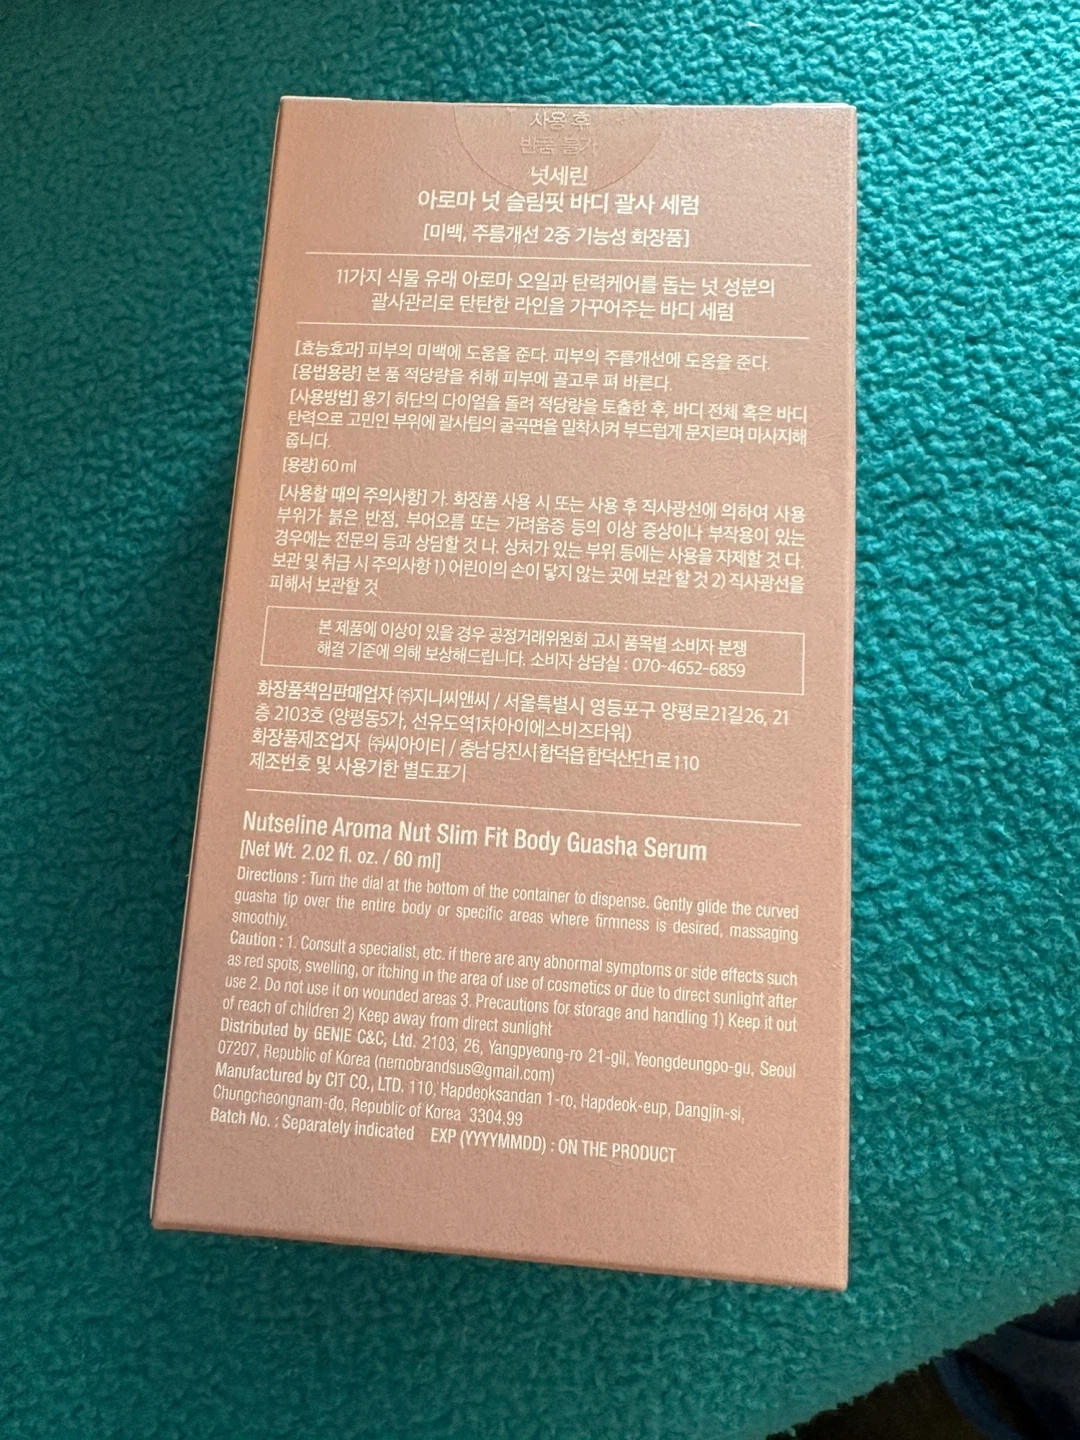 사용 후
반품 불가
넛세린
아로마 넛 슬림핏 바디 괄사 세럼
[미백, 주름개선 2중 기능성 화장품]
11가지 식물 유래 아로마 오일과 탄력케어를 돕는 넛 성분의
괄사관리로 탄탄한 라인을 가꾸어주는 바디 세럼
[효능효과] 피부의 미백에 도움을 준다. 피부의 주름개선에 도움을 준다.
[용법용량] 본 품 적당량을 취해 피부에 골고루 펴 바른다.
[사용방법] 용기 하단의 다이얼을 돌려 적당량을 토출한 후, 바디 전체 혹은 바디
탄력으로 고민인 부위에 괄사팁의 굴곡면을 밀착시켜 부드럽게 문지르며 마사지해
줍니다.
[용량] 60 ml
[사용할 때의 주의사항] 가. 화장품 사용 시 또는 사용 후 직사광선에 의하여 사용
부위가 붉은 반점, 부어오름 또는 가려움증 등의 이상 증상이나 부작용이 있는
경우에는 전문의 등과 상담할 것 나. 상처가 있는 부위 등에는 사용을 자제할 것 다.
보관 및 취급 시 주의사항 1) 어린이의 손이 닿지 않는 곳에 보관 할 것 2) 직사광선을
피해서 보관할 것
본 제품에 이상이 있을 경우 공정거래위원회 고시 품목별 소비자 분쟁
해결 기준에 의해 보상해드립니다. 소비자 상담실 : 070-4652-6859
화장품책임판매업자 ㈜지니씨앤씨 / 서울특별시 영등포구 양평로21길26, 21
층 2103호 (양평동5가, 선유도역1차아이에스비즈타워)
화장품제조업자 ㈜씨아이티 / 충남 당진시 합덕읍 합덕산단1로 110
제조번호 및 사용기한 별도표기
Nutseline Aroma Nut Slim Fit Body Guasha Serum
[Net Wt. 2.02 fl. oz. / 60 ml]
Directions : Turn the dial at the bottom of the container to dispense. Gently glide the curved
guasha tip over the entire body or specific areas where firmness is desired, massaging
smoothly.
Caution : 1. Consult a specialist, etc. if there are any abnormal symptoms or side effects such
as red spots, swelling, or itching in the area of use of cosmetics or due to direct sunlight after
use 2. Do not use it on wounded areas 3. Precautions for storage and handling 1) Keep it out
of reach of children 2) Keep away from direct sunlight
Distributed by GENIE C&C, Ltd. 2103, 26, Yangpyeong-ro 21-gil, Yeongdeungpo-gu, Seoul
07207, Republic of Korea (nemobrandsus@gmail.com)
Manufactured by CIT CO., LTD. 110, Hapdeoksandan 1-ro, Hapdeok-eup, Dangjin-si,
Chungcheongnam-do, Republic of Korea 3304,99
Batch No. : Separately indicated EXP (YYYYMMDD) : ON THE PRODUCT